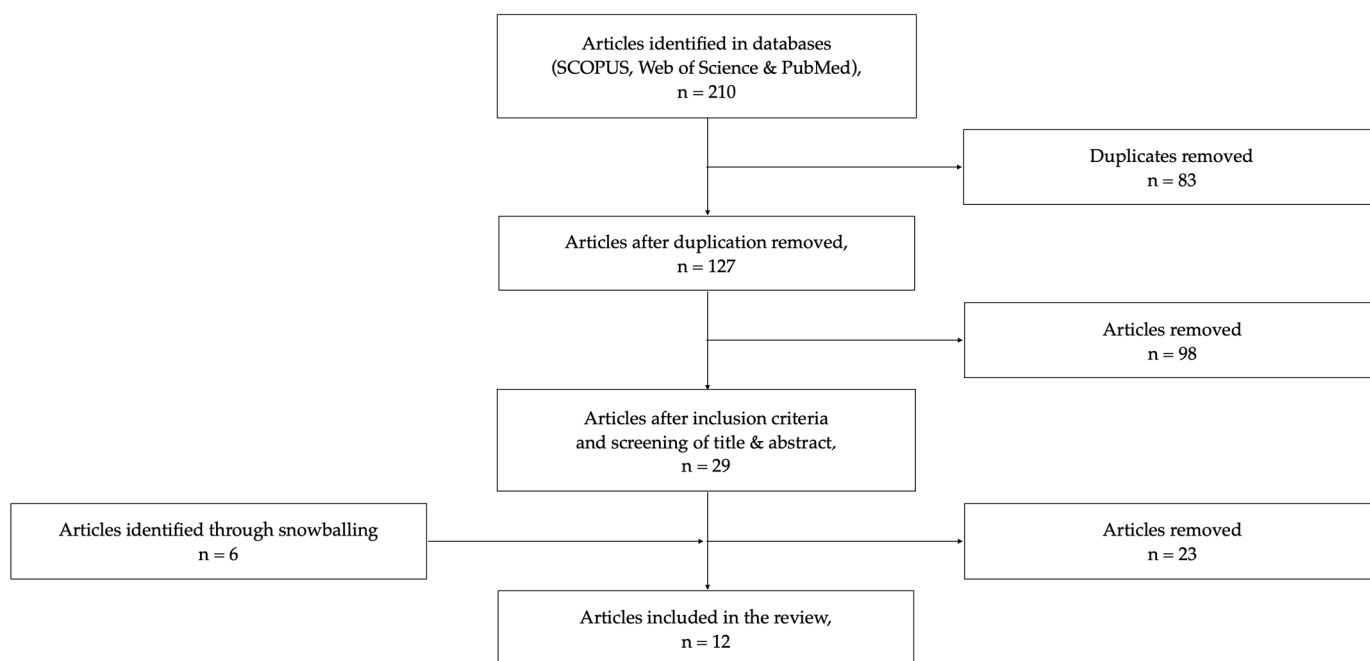 Articles identified in databases
(SCOPUS, Web of Science & PubMed),
n = 210
Duplicates removed
n = 83
Articles after duplication removed,
n = 127
Articles removed
n = 98
Articles after inclusion criteria
and screening of title & abstract,
n = 29
Articles identified through snowballing
n = 6
Articles removed
n = 23
Articles included in the review,
n = 12